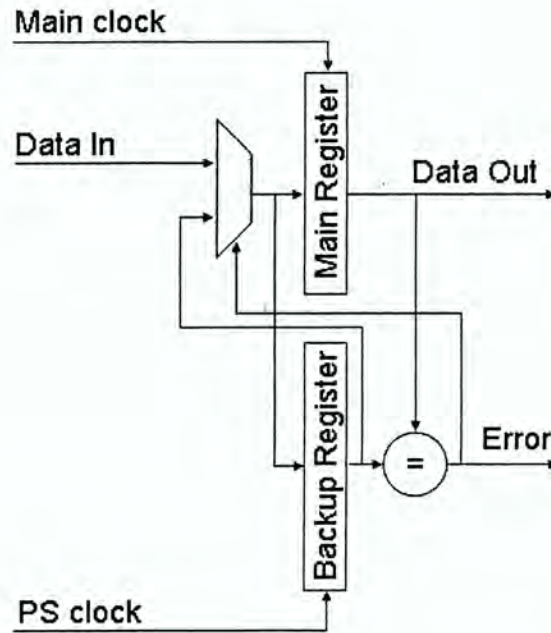 Main clock
Data In
Main Register
Data Out
Backup Register
=
Error
PS clock